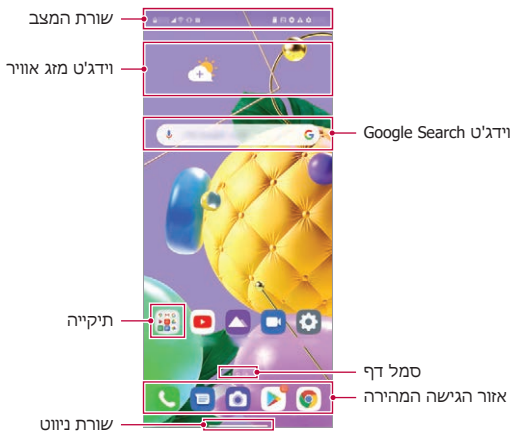 שורת המצב
וידג'ט מזג אוויר
וידג'ט Google Search
תיקייה
סמל דף
אזור הגישה המהירה
שורת ניווט